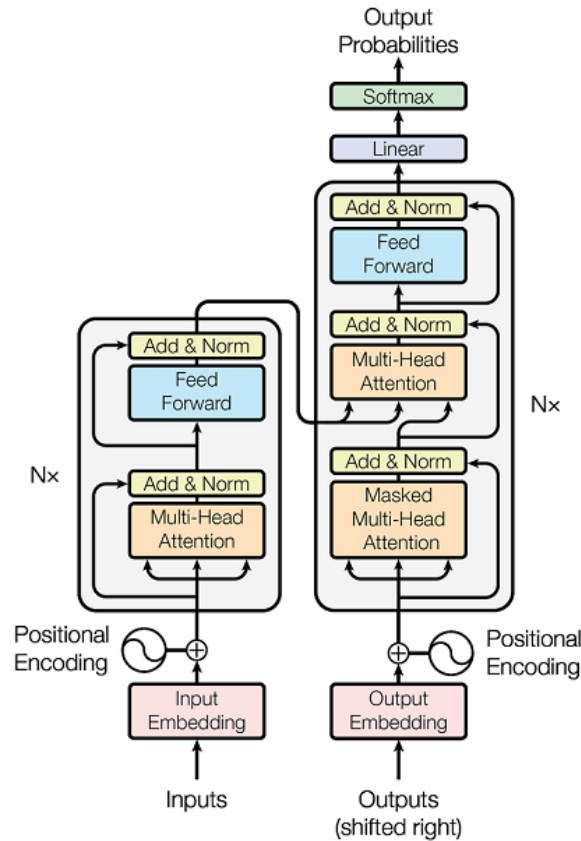 Output
Probabilities
Softmax
Linear
Add & Norm
Feed
Forward
Add & Norm
Multi-Head
Attention
Nx
Add & Norm
Masked
Multi-Head
Attention
Add & Norm
Feed
Forward
Nx
Add & Norm
Multi-Head
Attention
Positional
Encoding
Positional
Encoding
Input
Embedding
Output
Embedding
Inputs
Outputs
(shifted right)